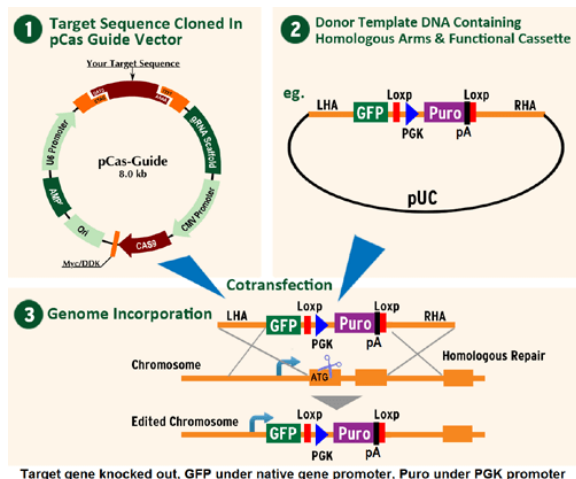 1 Target Sequence Cloned In
pCas Guide Vector
Your Target Sequence
U6 Promoter
gRNA Scaffold
pCas-Guide
8.0 kb
AMP
CMV Promoter
Ori
CAS9
Myc/DDK
2 Donor Template DNA Containing
Homologous Arms & Functional Cassette
eg.
Loxp Loxp
LHA GFP Puro RHA
PGK pA
pUC
Cotransfection
3 Genome Incorporation
LHA Loxp Loxp RHA
GFP Puro
PGK pA
Chromosome Homologous Repair
ATG
Edited Chromosome Loxp Loxp
GFP Puro
PGK pA
Target gene knocked out, GFP under native gene promoter, Puro under PGK promoter